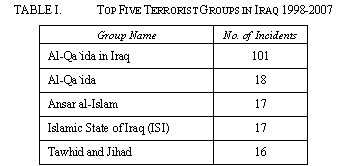 TABLE I. TOP FIVE TERRORIST GROUPS IN IRAQ 1998-2007
Group Name No. of Incidents
Al-Qa`ida in Iraq 101
Al-Qa`ida 18
Ansar al-Islam 17
Islamic State of Iraq (ISI) 17
Tawhid and Jihad 16